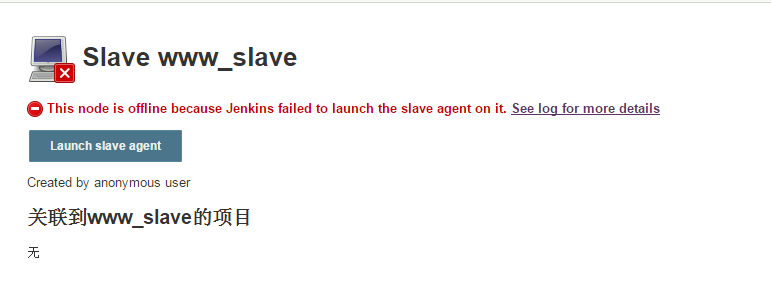 Slave www_slave
This node is offline because Jenkins failed to launch the slave agent on it. See log for more details
Launch slave agent
Created by anonymous user
关联到www_slave的项目
无